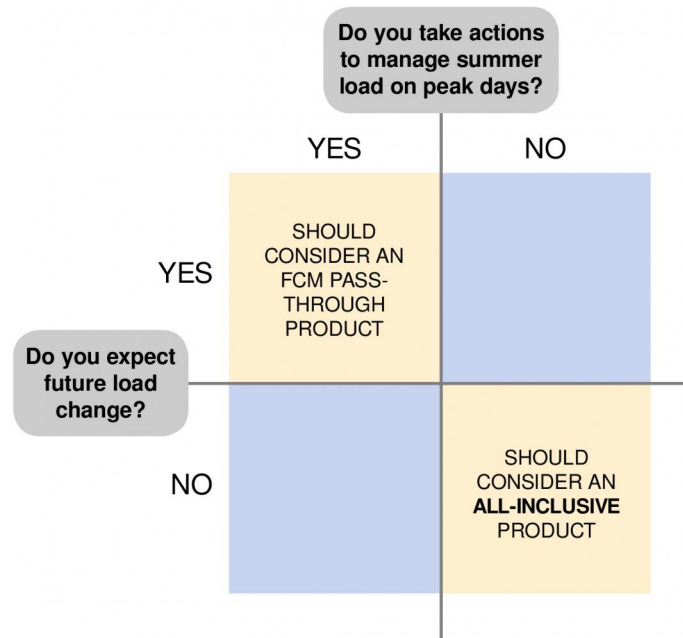 Do you take actions
to manage summer
load on peak days?
YES
NO
YES
SHOULD
CONSIDER AN
FCM PASS-
THROUGH
PRODUCT
Do you expect
future load
change?
NO
SHOULD
CONSIDER AN
ALL-INCLUSIVE
PRODUCT